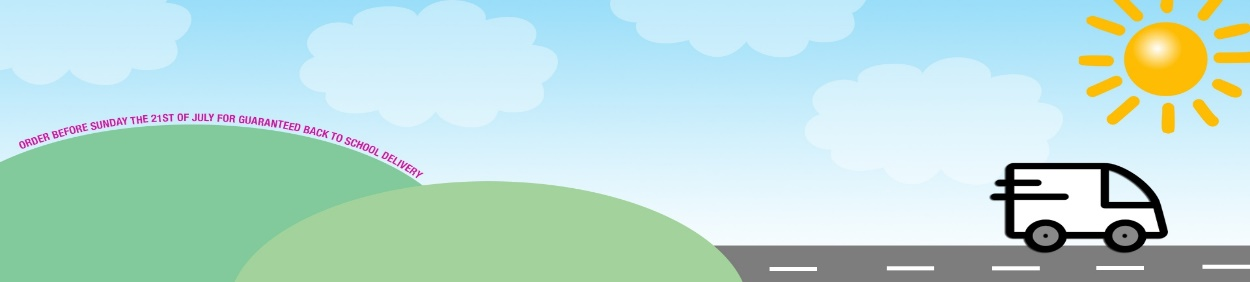 ORDER BEFORE SUNDAY THE 21ST OF JULY FOR GUARANTEED BACK TO SCHOOL DELIVERY